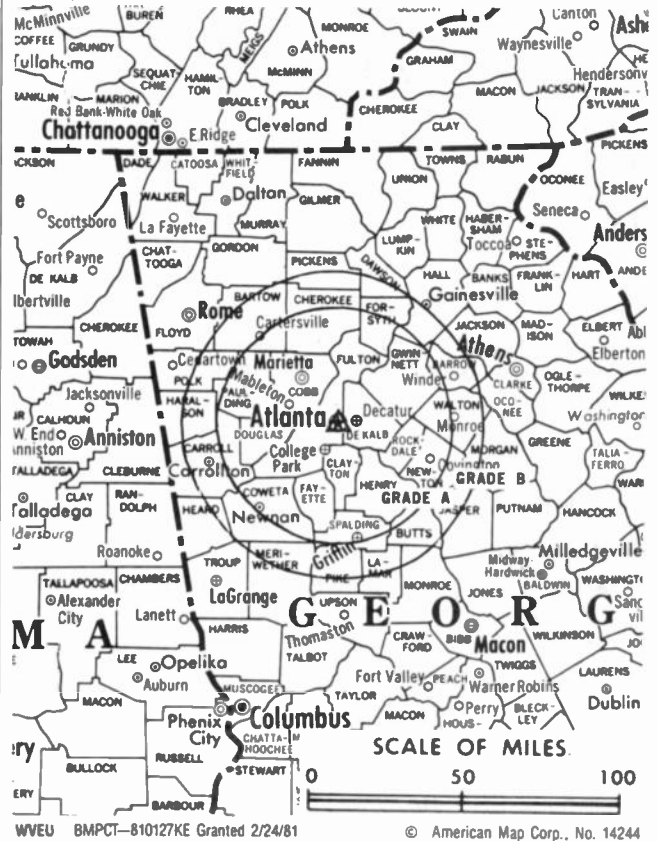 McMinnville
BUREN
RHEA
MONROE
SWAIN
Canton
COFFEE
GRUNDY
MEIGS
Athens
Waynesville
Tullahoma
SEQUAT-
CHIE
HAMIL-
TON
McMINN
GRAHAM
Hendersonv
MARION
BRADLEY
POLK
CHEROKEE
MACON
JACKSON
TRAN-
SYLVANIA
Red Bank-White Oak
Chattanooga
E.Ridge
Cleveland
CLAY
DADE
CATOOSA
WHIT-
FIELD
FANNIN
TOWNS
RABUN
PICKENS
OCONEE
UNION
WALKER
Daltan
GILMER
Easley
Scottsboro
La Fayette
MURRAY
WHITE
HABER-
SHAM
Seneca
LUMP-
KIN
Toccoa
STE-
PHENS
Anders
Fort Payne
DE KALB
CHAT-
TOOGA
GORDON
PICKENS
DAWSON
HALL
BANKS
FRANK-
LIN
HART
ANDE
lbertville
BARTOW
CHEROKEE
FOR-
SYTH
Gainesville
CHEROKEE
Rome
FLOYD
Cartersville
JACKSON
MAD-
ISON
ELBERT
Elberton
TOWAH
Gadsden
Cedartown
POLK
Marietta
COBB
FULTON
GWIN-
NETT
BARROW
Winder
Athens
CLARKE
OGLE-
THORPE
Jacksonville
HARAL-
SON
PAUL-
DING
Mableton
OCO-
NEE
WILKE
CALHOUN
Atlanta
Decatur
DE KALB
WALTON
Monroe
Washington
W. End
Anniston
Anniston
DOUGLAS
College
Park
ROCK-
DALE
GREENE
TALIA-
FERRO
TALLADEGA
CLEBURNE
CARROLL
Carrollton
CLAY-
TON
NEW-
TON
Covington
MORGAN
GRADE B
GRADE A
CLAY
RAN-
DOLPH
COWETA
FAY-
ETTE
HENRY
Talladega
HEARD
Newnan
SPALDING
JASPER
PUTNAM
HANCOCK
Griffin
BUTTS
Roanoke
TROUP
MERI-
WETHER
PIKE
LA-
MAR
MONROE
JONES
Midway-
Hardwick
Milledgeville
BALDWIN
TALLAPOOSA
CHAMBERS
LaGrange
UPSON
Alexander
City
Lanett
HARRIS
Thomaston
G E O R G
M A
TALBOT
CRAW-
FORD
BIBB
Macon
WILKINSON
LEE
Opelika
TWIGGS
LAURENS
Auburn
Fort Valley
PEACH
Warner Robins
MACON
MUSCOGEE
TAYLOR
Dublin
Phenix
City
Columbus
MACON
Perry
HOUS-
BLECK-
LEY
CHATTA-
HOOCHEE
RUSSELL
BULLOCK
STEWART
SCALE OF MILES
0 50 100
BARBOUR
WVEU BMPCT—810127KE Granted 2/24/81
© American Map Corp., No. 14244